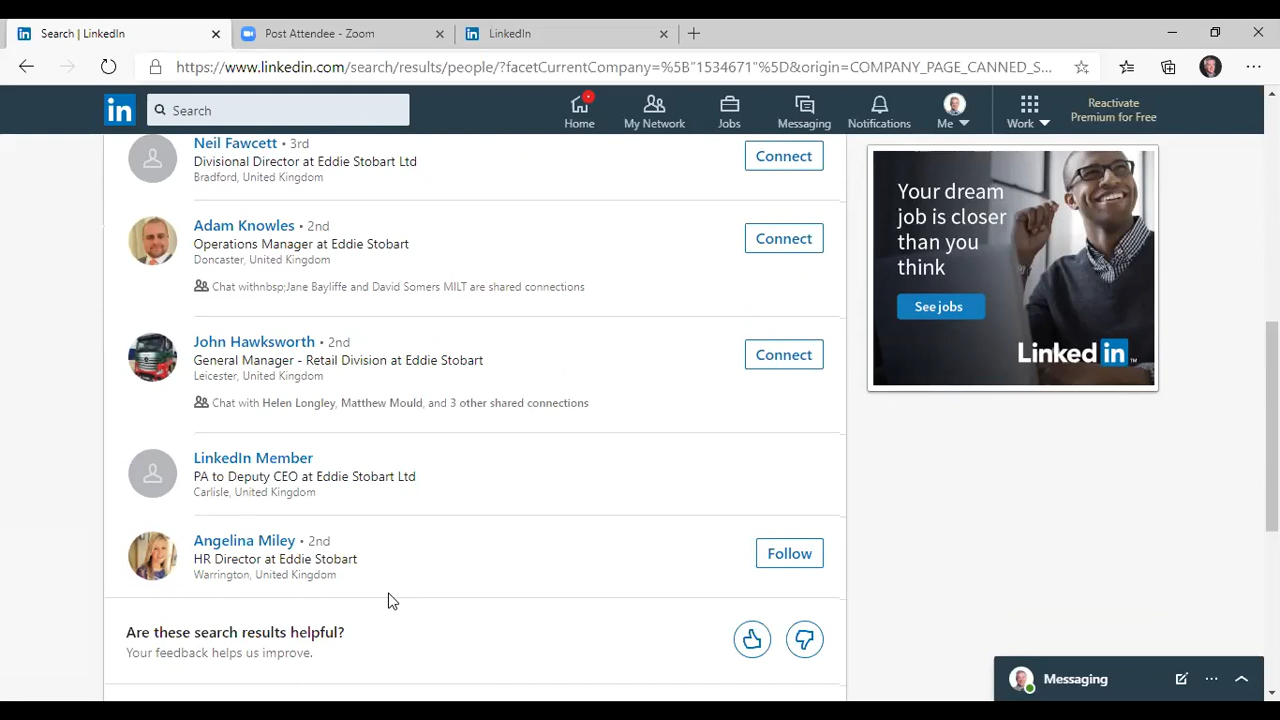 Search | LinkedIn
Post Attendee - Zoom
LinkedIn
https://www.linkedin.com/search/results/people/?facetCurrentCompany=%5B"1534671"%5D&origin=COMPANY_PAGE_CANNED_S...
in
Search
Home
My Network
Jobs
Messaging
Notifications
Me
Work
Reactivate
Premium for Free
Neil Fawcett • 3rd
Divisional Director at Eddie Stobart Ltd
Bradford, United Kingdom
Connect
Adam Knowles • 2nd
Operations Manager at Eddie Stobart
Doncaster, United Kingdom
Chat withnbsp;Jane Bayliffe and David Somers MILT are shared connections
Connect
John Hawksworth • 2nd
General Manager - Retail Division at Eddie Stobart
Leicester, United Kingdom
Chat with Helen Longley, Matthew Mould, and 3 other shared connections
Connect
LinkedIn Member
PA to Deputy CEO at Eddie Stobart Ltd
Carlisle, United Kingdom
Angelina Miley • 2nd
HR Director at Eddie Stobart
Warrington, United Kingdom
Follow
Are these search results helpful?
Your feedback helps us improve.
Your dream
job is closer
than you
think
See jobs
Linked in
Messaging